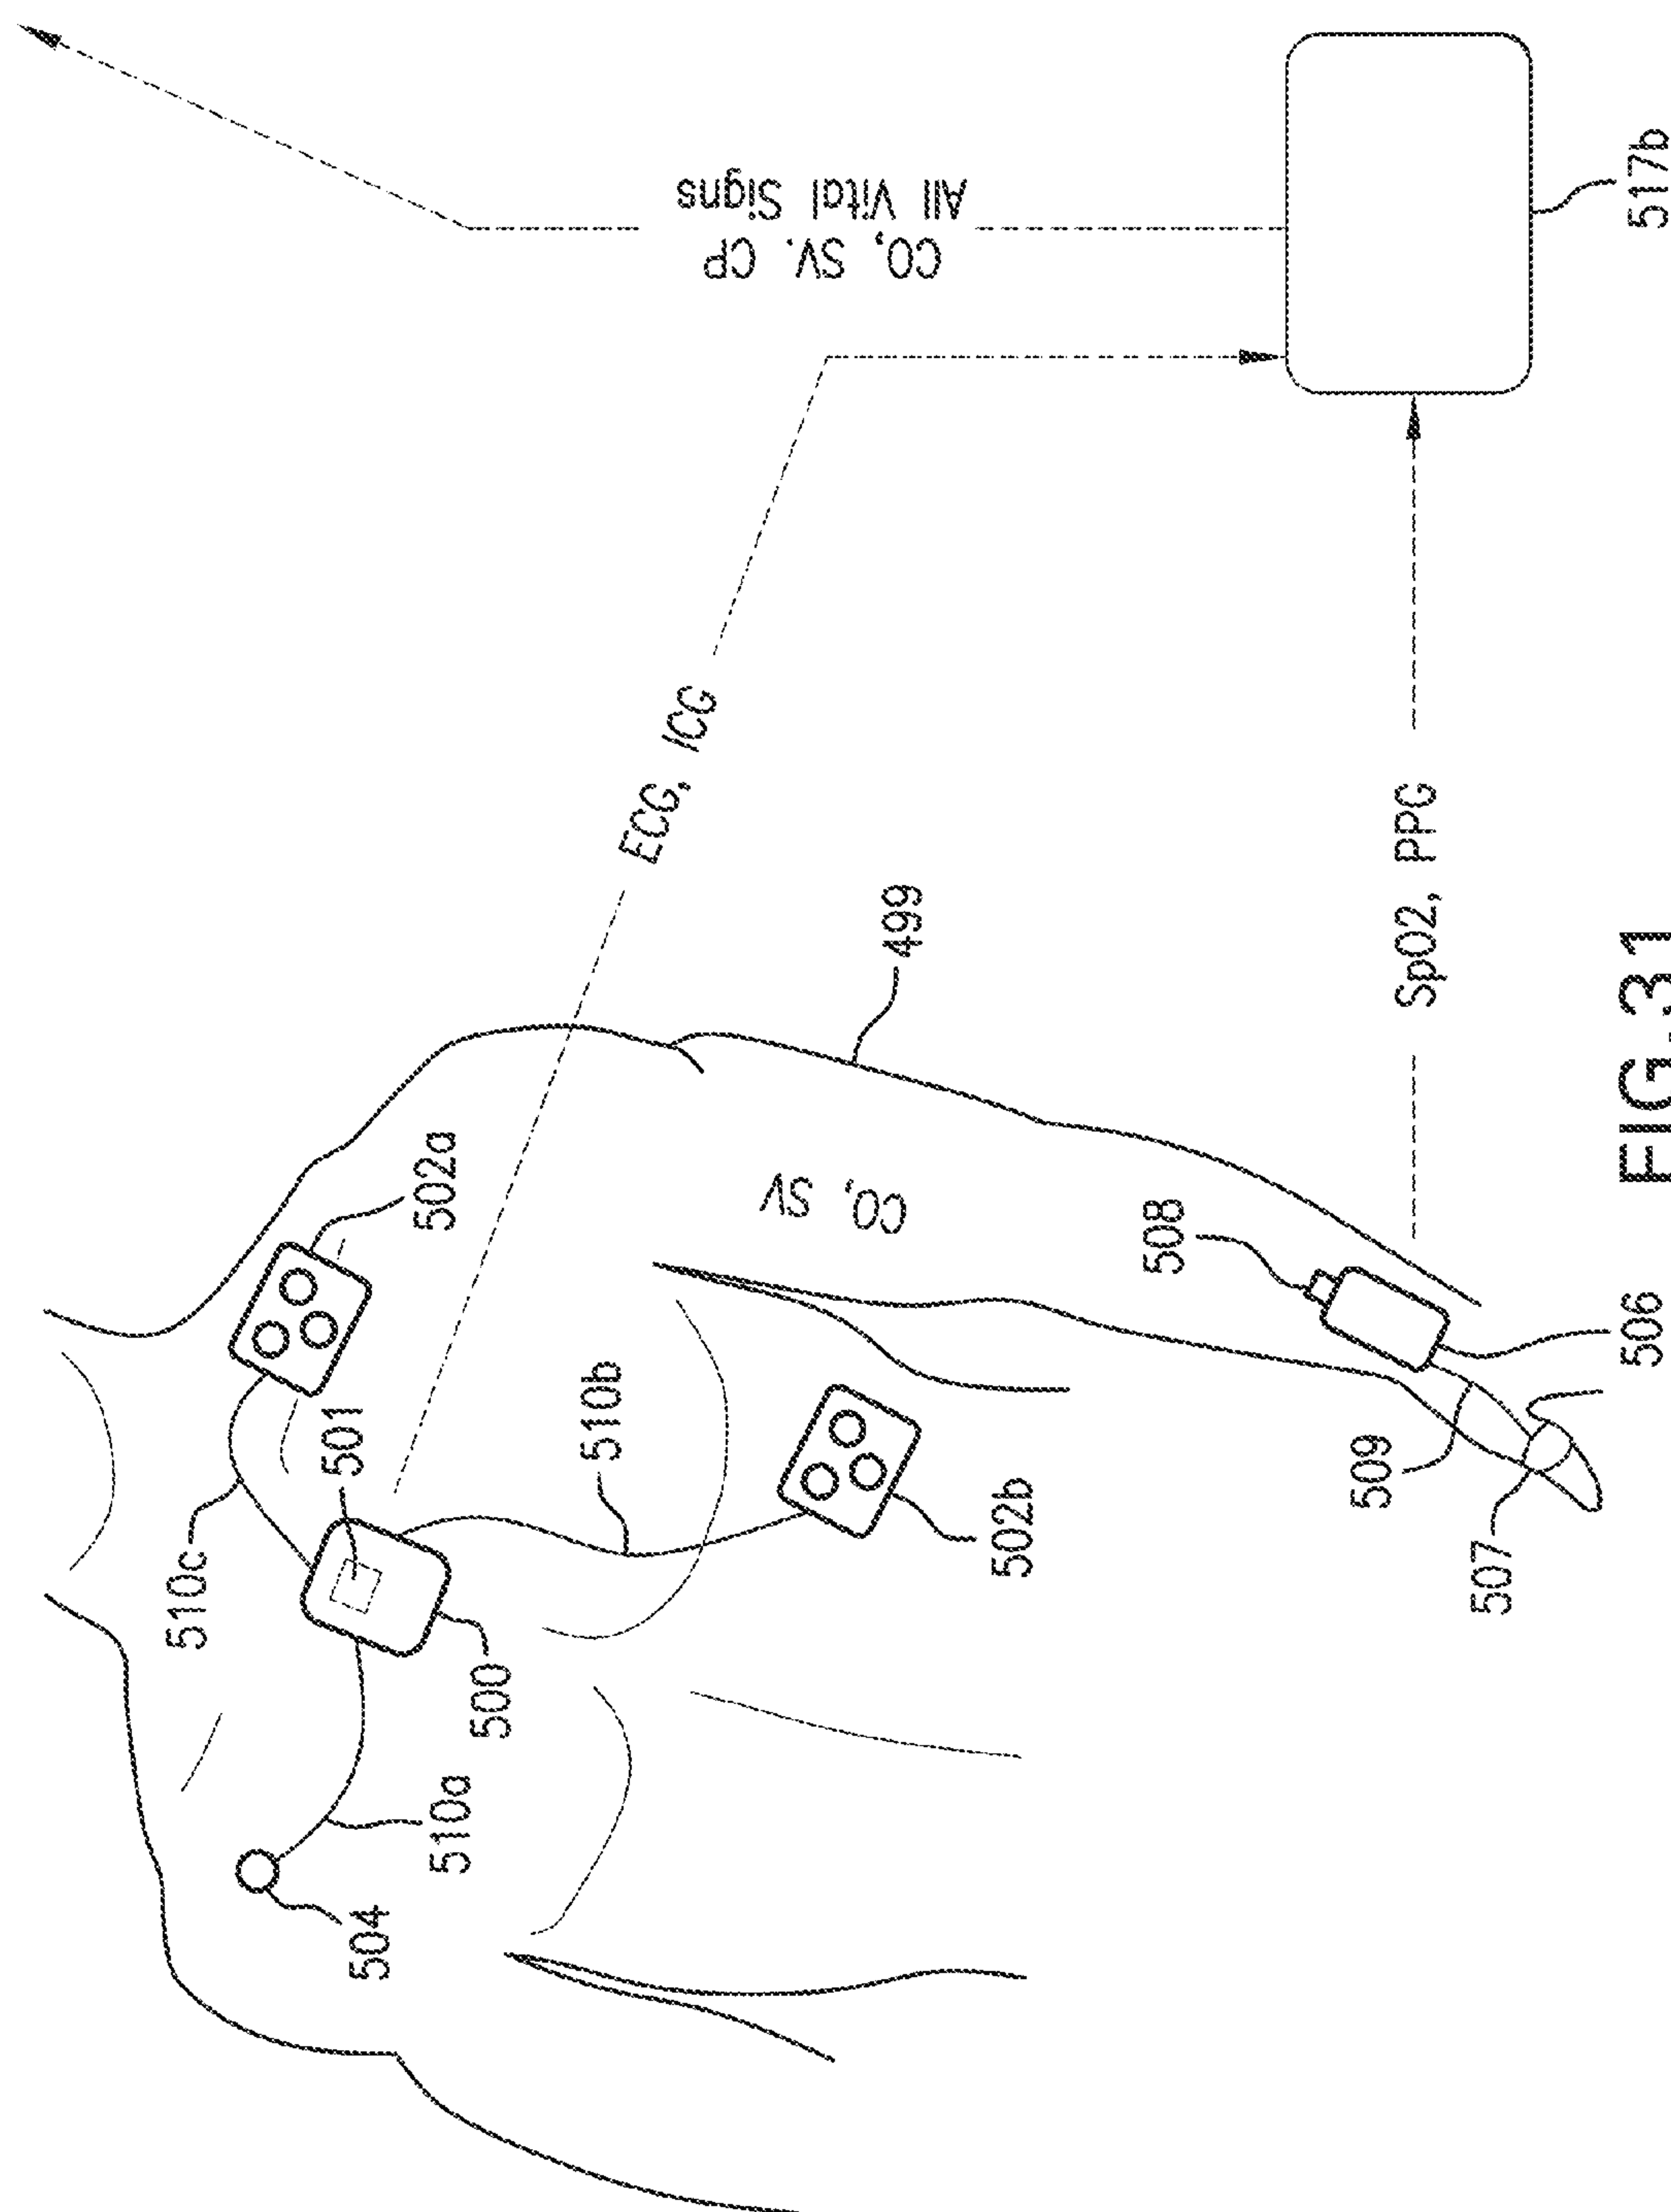 CO, SV. CP
All Vital Signs
ECG, ICG
SpO2, PPG
CO, SV
499
500
501
502a
502b
504
506
507
508
509
510a
510b
510c
517b
FIG.31